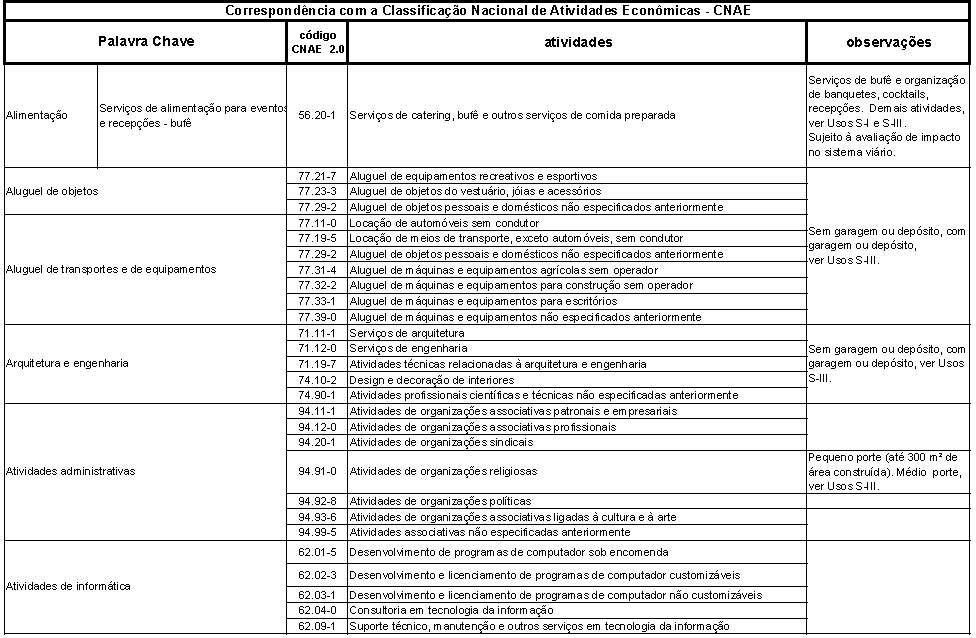 Correspondência com a Classificação Nacional de Atividades Econômicas - CNAE
Palavra Chave
código CNAE 2.0
atividades
observações
Alimentação
Serviços de alimentação para eventos
e recepções - bufê
56.20-1 Serviços de catering, bufê e outros serviços de comida preparada
Serviços de bufê e organização
de banquetes, cocktails,
recepções. Demais atividades,
ver Usos S-I e S-III.
Sujeito à avaliação de impacto
no sistema viário.
Aluguel de objetos
77.21-7 Aluguel de equipamentos recreativos e esportivos
77.23-3 Aluguel de objetos do vestuário, jóias e acessórios
77.29-2 Aluguel de objetos pessoais e domésticos não especificados anteriormente
Aluguel de transportes e de equipamentos
77.11-0 Locação de automóveis sem condutor
77.19-5 Locação de meios de transporte, exceto automóveis, sem condutor
77.29-2 Aluguel de objetos pessoais e domésticos não especificados anteriormente
77.31-4 Aluguel de máquinas e equipamentos agrícolas sem operador
77.32-2 Aluguel de máquinas e equipamentos para construção sem operador
77.33-1 Aluguel de máquinas e equipamentos para escritórios
77.39-0 Aluguel de máquinas e equipamentos não especificados anteriormente
Sem garagem ou depósito, com
garagem ou depósito,
ver Usos S-III.
Arquitetura e engenharia
71.11-1 Serviços de arquitetura
71.12-0 Serviços de engenharia
71.19-7 Atividades técnicas relacionadas à arquitetura e engenharia
74.10-2 Design e decoração de interiores
74.90-1 Atividades profissionais científicas e técnicas não especificadas anteriormente
Sem garagem ou depósito, com
garagem ou depósito, ver Usos
S-III.
Atividades administrativas
94.11-1 Atividades de organizações associativas patronais e empresariais
94.12-0 Atividades de organizações associativas profissionais
94.20-1 Atividades de organizações sindicais
94.91-0 Atividades de organizações religiosas
Pequeno porte (até 300 m² de
área construída). Médio porte,
ver Usos S-III.
94.92-8 Atividades de organizações políticas
94.93-6 Atividades de organizações associativas ligadas à cultura e à arte
94.99-5 Atividades associativas não especificadas anteriormente
Atividades de informática
62.01-5 Desenvolvimento de programas de computador sob encomenda
62.02-3 Desenvolvimento e licenciamento de programas de computador customizáveis
62.03-1 Desenvolvimento e licenciamento de programas de computador não customizáveis
62.04-0 Consultoria em tecnologia da informação
62.09-1 Suporte técnico, manutenção e outros serviços em tecnologia da informação